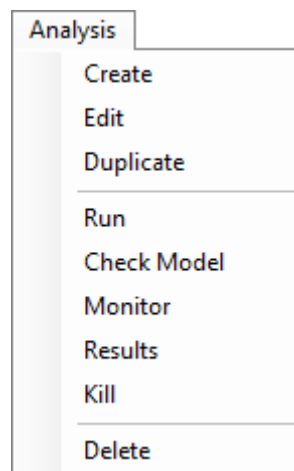 Analysis
Create
Edit
Duplicate
Run
Check Model
Monitor
Results
Kill
Delete